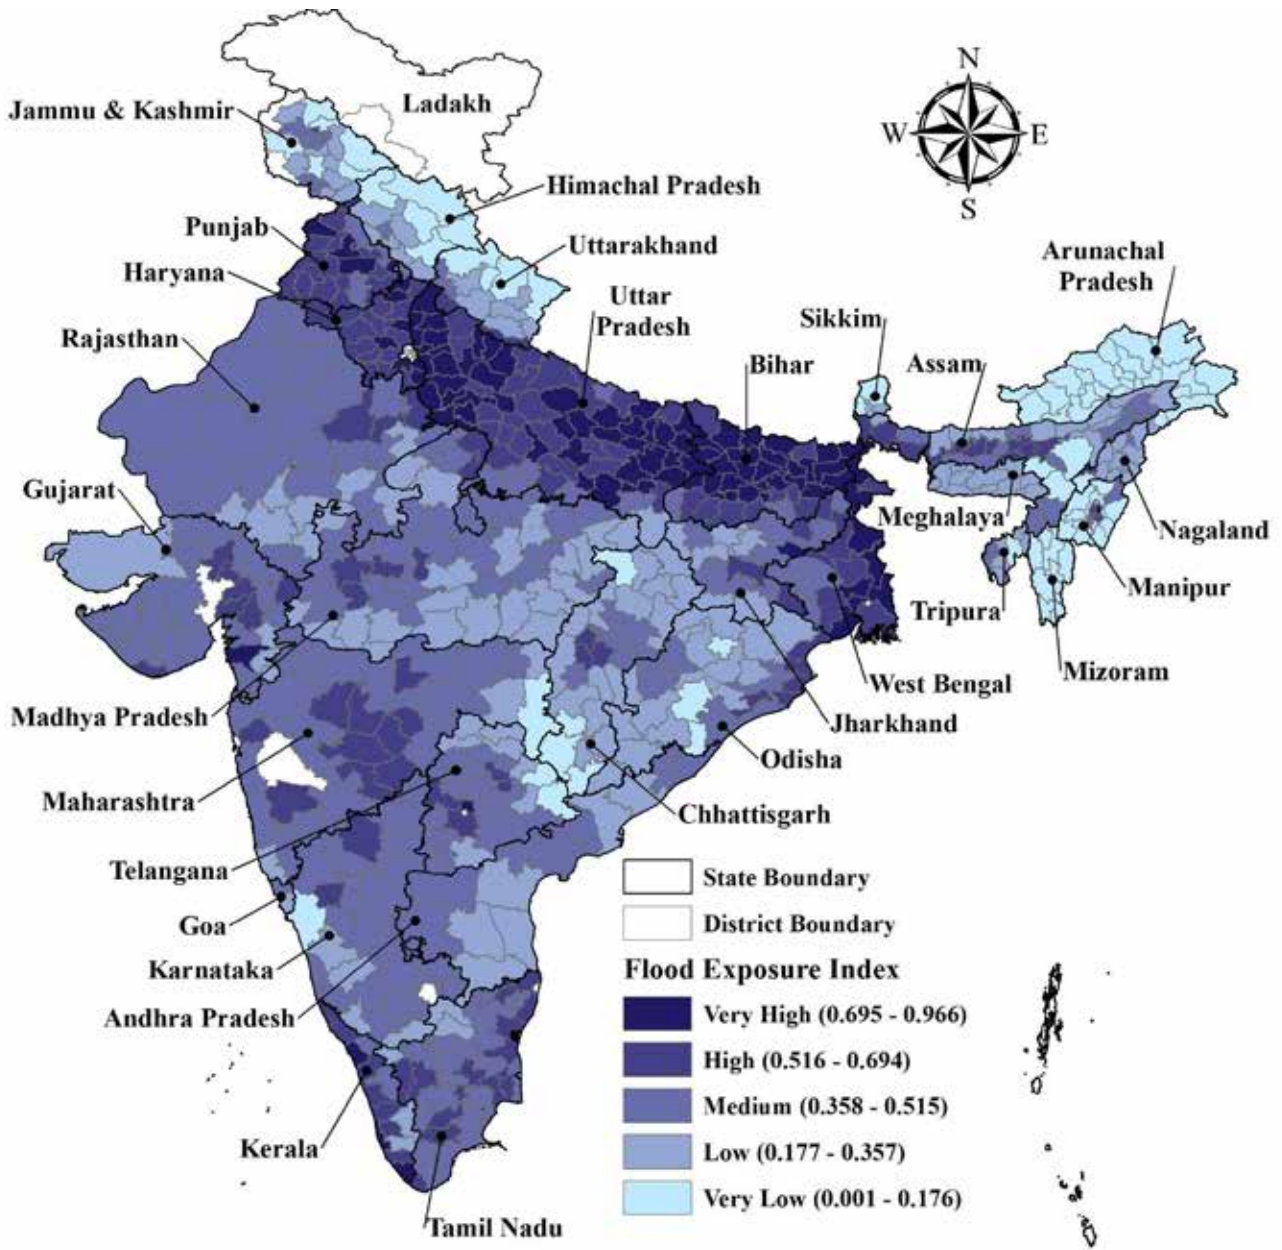 N
W
E
S
Ladakh
Jammu & Kashmir
Himachal Pradesh
Punjab
Uttarakhand
Haryana
Arunachal
Pradesh
Uttar
Pradesh
Sikkim
Rajasthan
Bihar
Assam
Gujarat
Meghalaya
Nagaland
Manipur
Tripura
Mizoram
West Bengal
Madhya Pradesh
Jharkhand
Odisha
Maharashtra
Chhattisgarh
Telangana
State Boundary
Goa
District Boundary
Karnataka
Flood Exposure Index
Andhra Pradesh
Very High (0.695 - 0.966)
High (0.516 - 0.694)
Medium (0.358 - 0.515)
Kerala
Low (0.177 - 0.357)
Very Low (0.001 - 0.176)
Tamil Nadu